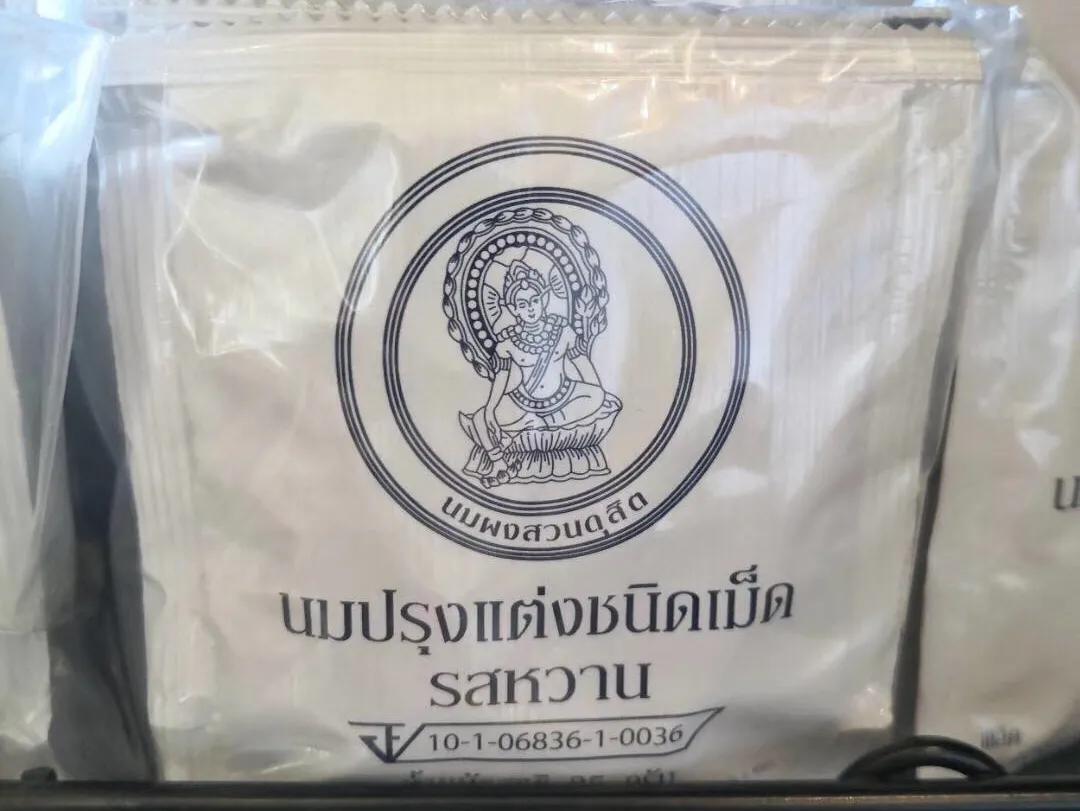 นมผงสวนดุสิต
นมปรุงแต่งชนิดเม็ด
รสหวาน
10-1-06836-1-0036